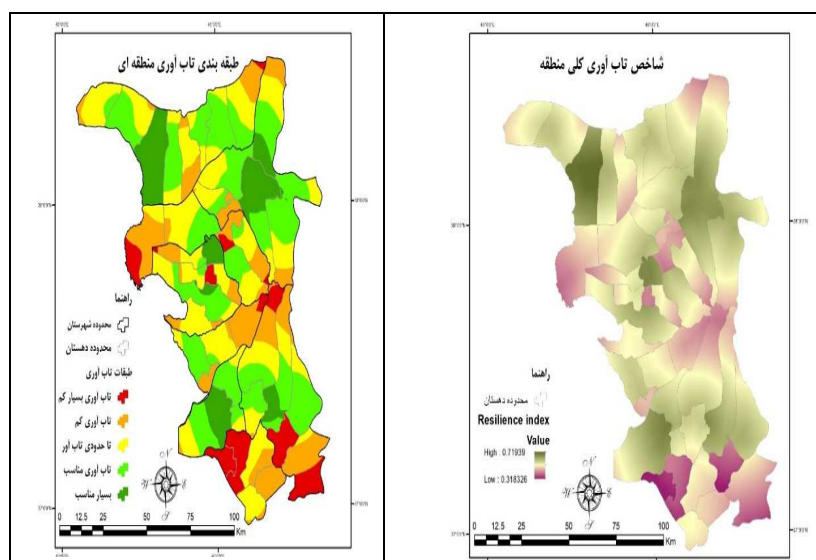 طبقه بندی تاب آوری منطقه ای
راهنما
محدوده شهرستان
محدوده دهستان
طبقات تاب آوری
تاب آوری بسیار کم
تاب آوری کم
تا حدودی تاب آور
تاب آوری مناسب
بسیار مناسب
N
W
E
S
0 12.5 25 50 75 100
Km
شاخص تاب آوری کلی منطقه
راهنما
محدوده دهستان
Resilience index
Value
High : 0.71939
Low : 0.318326
N
W
E
S
0 12.5 25 50 75 100
Km